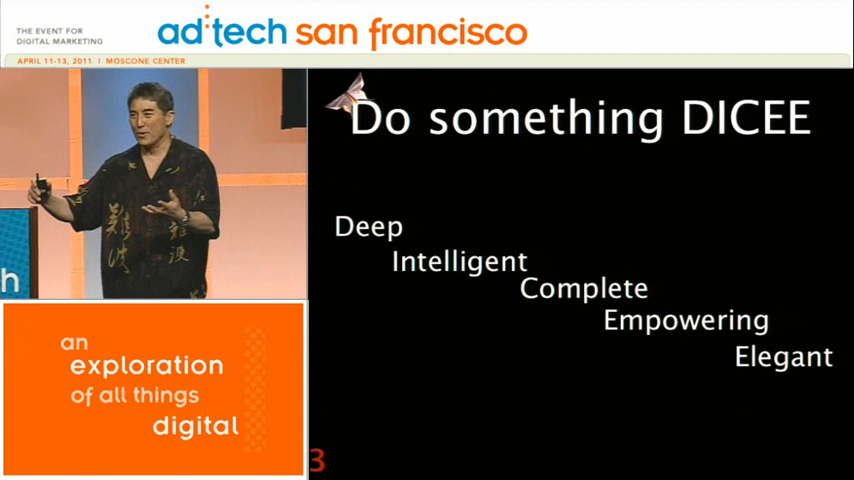 THE EVENT FOR
DIGITAL MARKETING
ad:tech san francisco
APRIL 11-13, 2011 | MOSCONE CENTER
Do something DICEE
Deep
Intelligent
Complete
Empowering
Elegant
h
an
exploration
of all things
digital
3